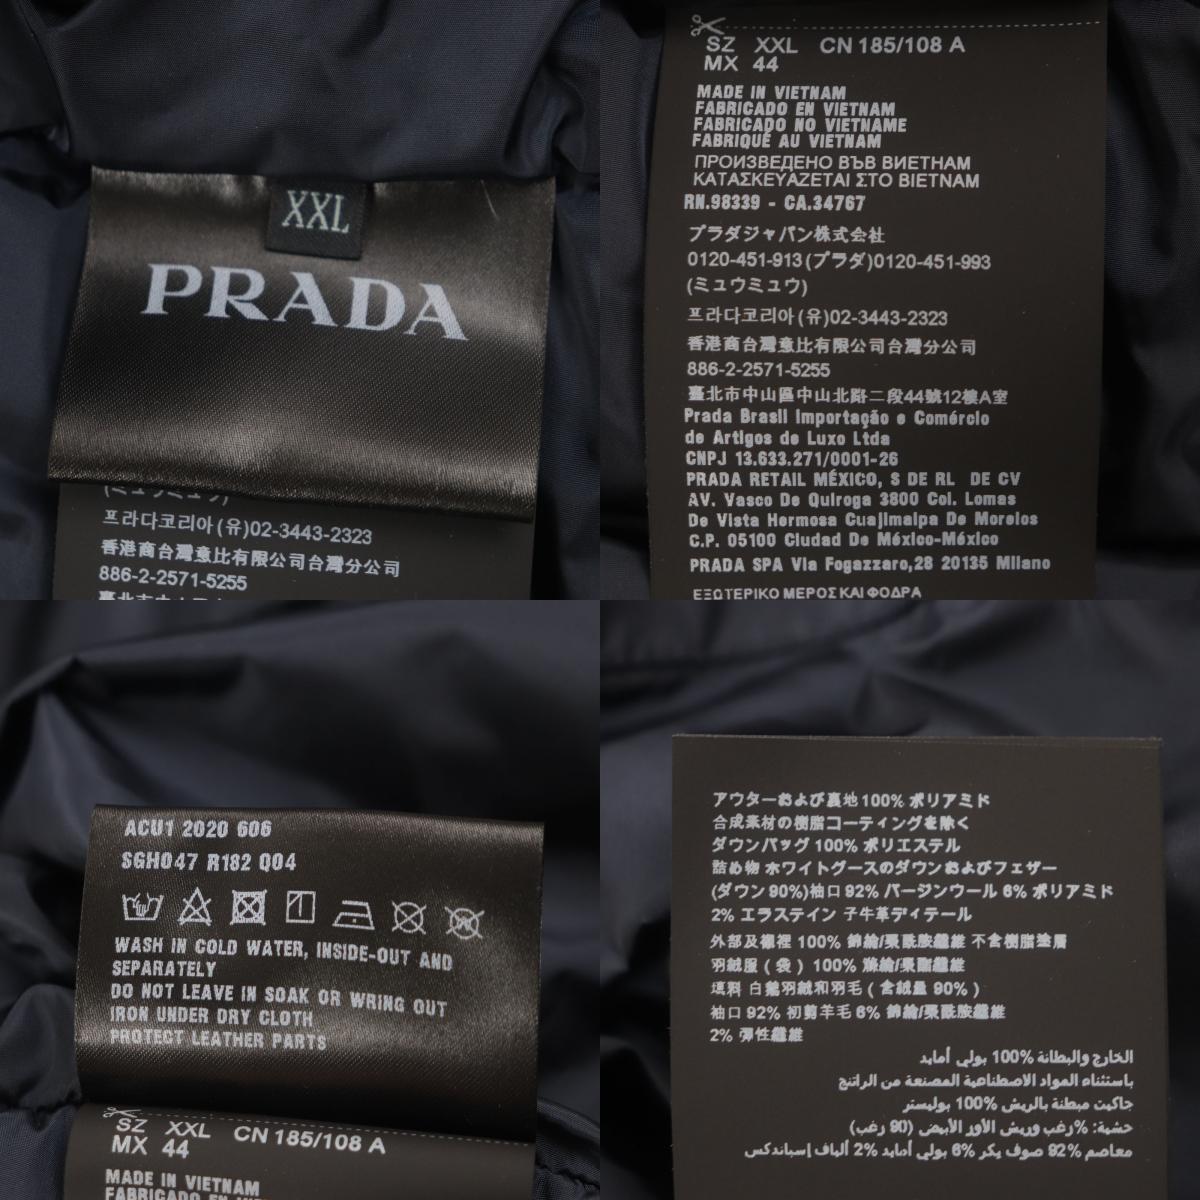 XXL
PRADA
(ミュウミュウ)
프라다코리아(유)02-3443-2323
香港商台灣意比有限公司台灣分公司
886-2-2571-5255
SZ XXL CN 185/108 A
MX 44
MADE IN VIETNAM
FABRICADO EN VIETNAM
FABRICADO NO VIETNAME
FABRIQUÉ AU VIETNAM
ПРОИЗВЕДЕНО ВЪВ ВИЕТНАМ
ΚΑΤΑΣΚΕΥΑΖΕΤΑΙ ΣΤΟ ΒΙΕΤΝΑΜ
RN.98339 - CA.34767
プラダジャパン株式会社
0120-451-913(プラダ)0120-451-993
(ミュウミュウ)
프라다코리아(유)02-3443-2323
香港商台灣意比有限公司台灣分公司
886-2-2571-5255
臺北市中山區中山北路二段44號12樓A室
Prada Brasil Importação e Comércio
de Artigos de Luxo Ltda
CNPJ 13.633.271/0001-26
PRADA RETAIL MÉXICO, S DE RL DE CV
AV. Vasco De Quiroga 3800 Col. Lomas
De Vista Hermosa Cuajimalpa De Morelos
C.P. 05100 Ciudad De México-México
PRADA SPA Via Fogazzaro,28 20135 Milano
ΕΞΩΤΕΡΙΚΟ ΜΕΡΟΣ ΚΑΙ ΦΟΔΡΑ
ACU1 2020 606
SGH047 R182 Q04
WASH IN COLD WATER, INSIDE-OUT AND
SEPARATELY
DO NOT LEAVE IN SOAK OR WRING OUT
IRON UNDER DRY CLOTH
PROTECT LEATHER PARTS
SZ XXL CN 185/108 A
MX 44
MADE IN VIETNAM
アウターおよび裏地100% ポリアミド
合成素材の樹脂コーティングを除く
ダウンバッグ 100% ポリエステル
詰め物 ホワイトグースのダウンおよびフェザー
(ダウン 90%)袖口 92% バージンウール 6% ポリアミド
2% エラステイン 子牛革ディテール
外部及襯裡 100% 錦綸/聚酰胺纖維 不含樹脂塗層
羽絨服(袋) 100% 滌綸/聚酯纖維
填料 白鵝羽絨和羽毛(含絨量 90%)
袖口 92% 初剪羊毛 6% 錦綸/聚酰胺纖維
2% 彈性纖維
الخارج والبطانة %100 بولي أمايد
باستثناء المواد الاصطناعية المصنعة من الراتنج
جاكيت مبطنة بالريش %100 بوليستر
حشية: %رغب وريش الأوز الأبيض (90 رغب)
معاصم %92 صوف بكر %6 بولي أمايد %2 ألياف إسباندكس